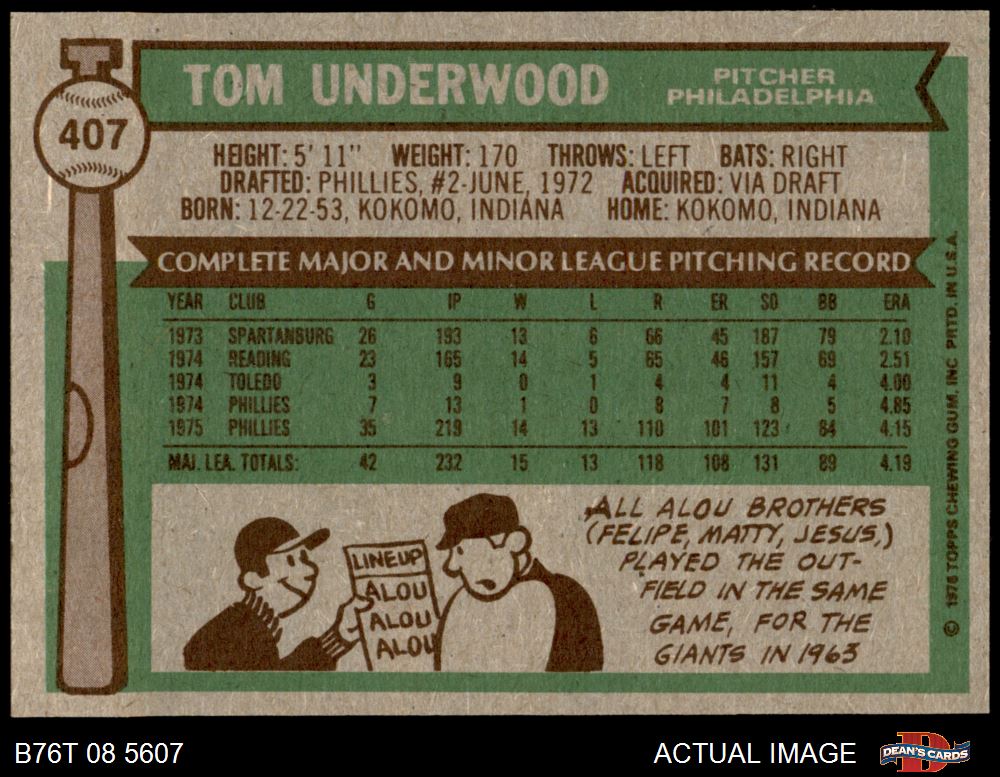 TOM UNDERWOOD
PITCHER
PHILADELPHIA
407
HEIGHT: 5' 11" WEIGHT: 170 THROWS: LEFT BATS: RIGHT
DRAFTED: PHILLIES, #2-JUNE, 1972 ACQUIRED: VIA DRAFT
BORN: 12-22-53, KOKOMO, INDIANA HOME: KOKOMO, INDIANA
COMPLETE MAJOR AND MINOR LEAGUE PITCHING RECORD
YEAR CLUB G IP W L R ER SO BB ERA
1973 SPARTANBURG 26 193 13 6 66 45 187 79 2.10
1974 READING 23 165 14 5 65 46 157 69 2.51
1974 TOLEDO 3 9 0 1 4 4 11 4 4.00
1974 PHILLIES 7 13 1 0 8 7 8 5 4.85
1975 PHILLIES 35 219 14 13 110 101 123 84 4.15
MAJ. LEA. TOTALS: 42 232 15 13 118 108 131 89 4.19
LINEUP
ALOU
ALOU
ALOU
ALL ALOU BROTHERS
(FELIPE, MATTY, JESUS,)
PLAYED THE OUT-
FIELD IN THE SAME
GAME, FOR THE
GIANTS IN 1963
© 1976 TOPPS CHEWING GUM, INC PRTD. IN U.S.A.
B76T 08 5607
ACTUAL IMAGE
DEAN'S CARDS